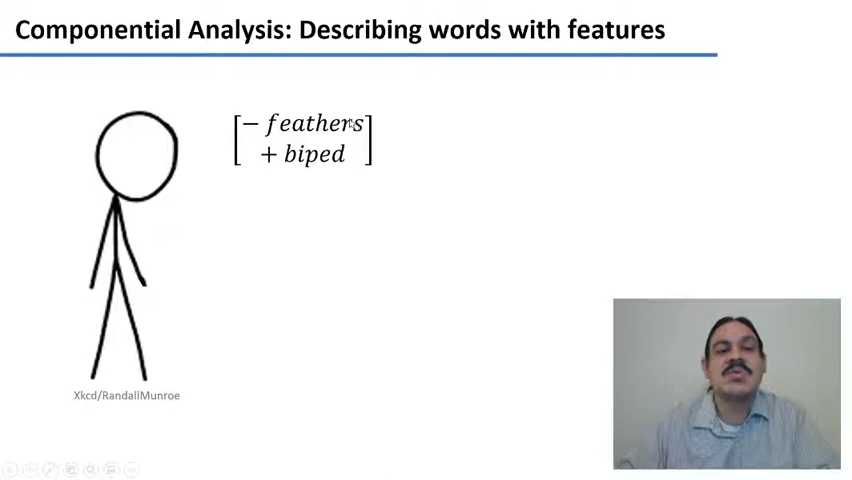 Componential Analysis: Describing words with features
− feathers
+ biped
Xkcd/RandallMunroe